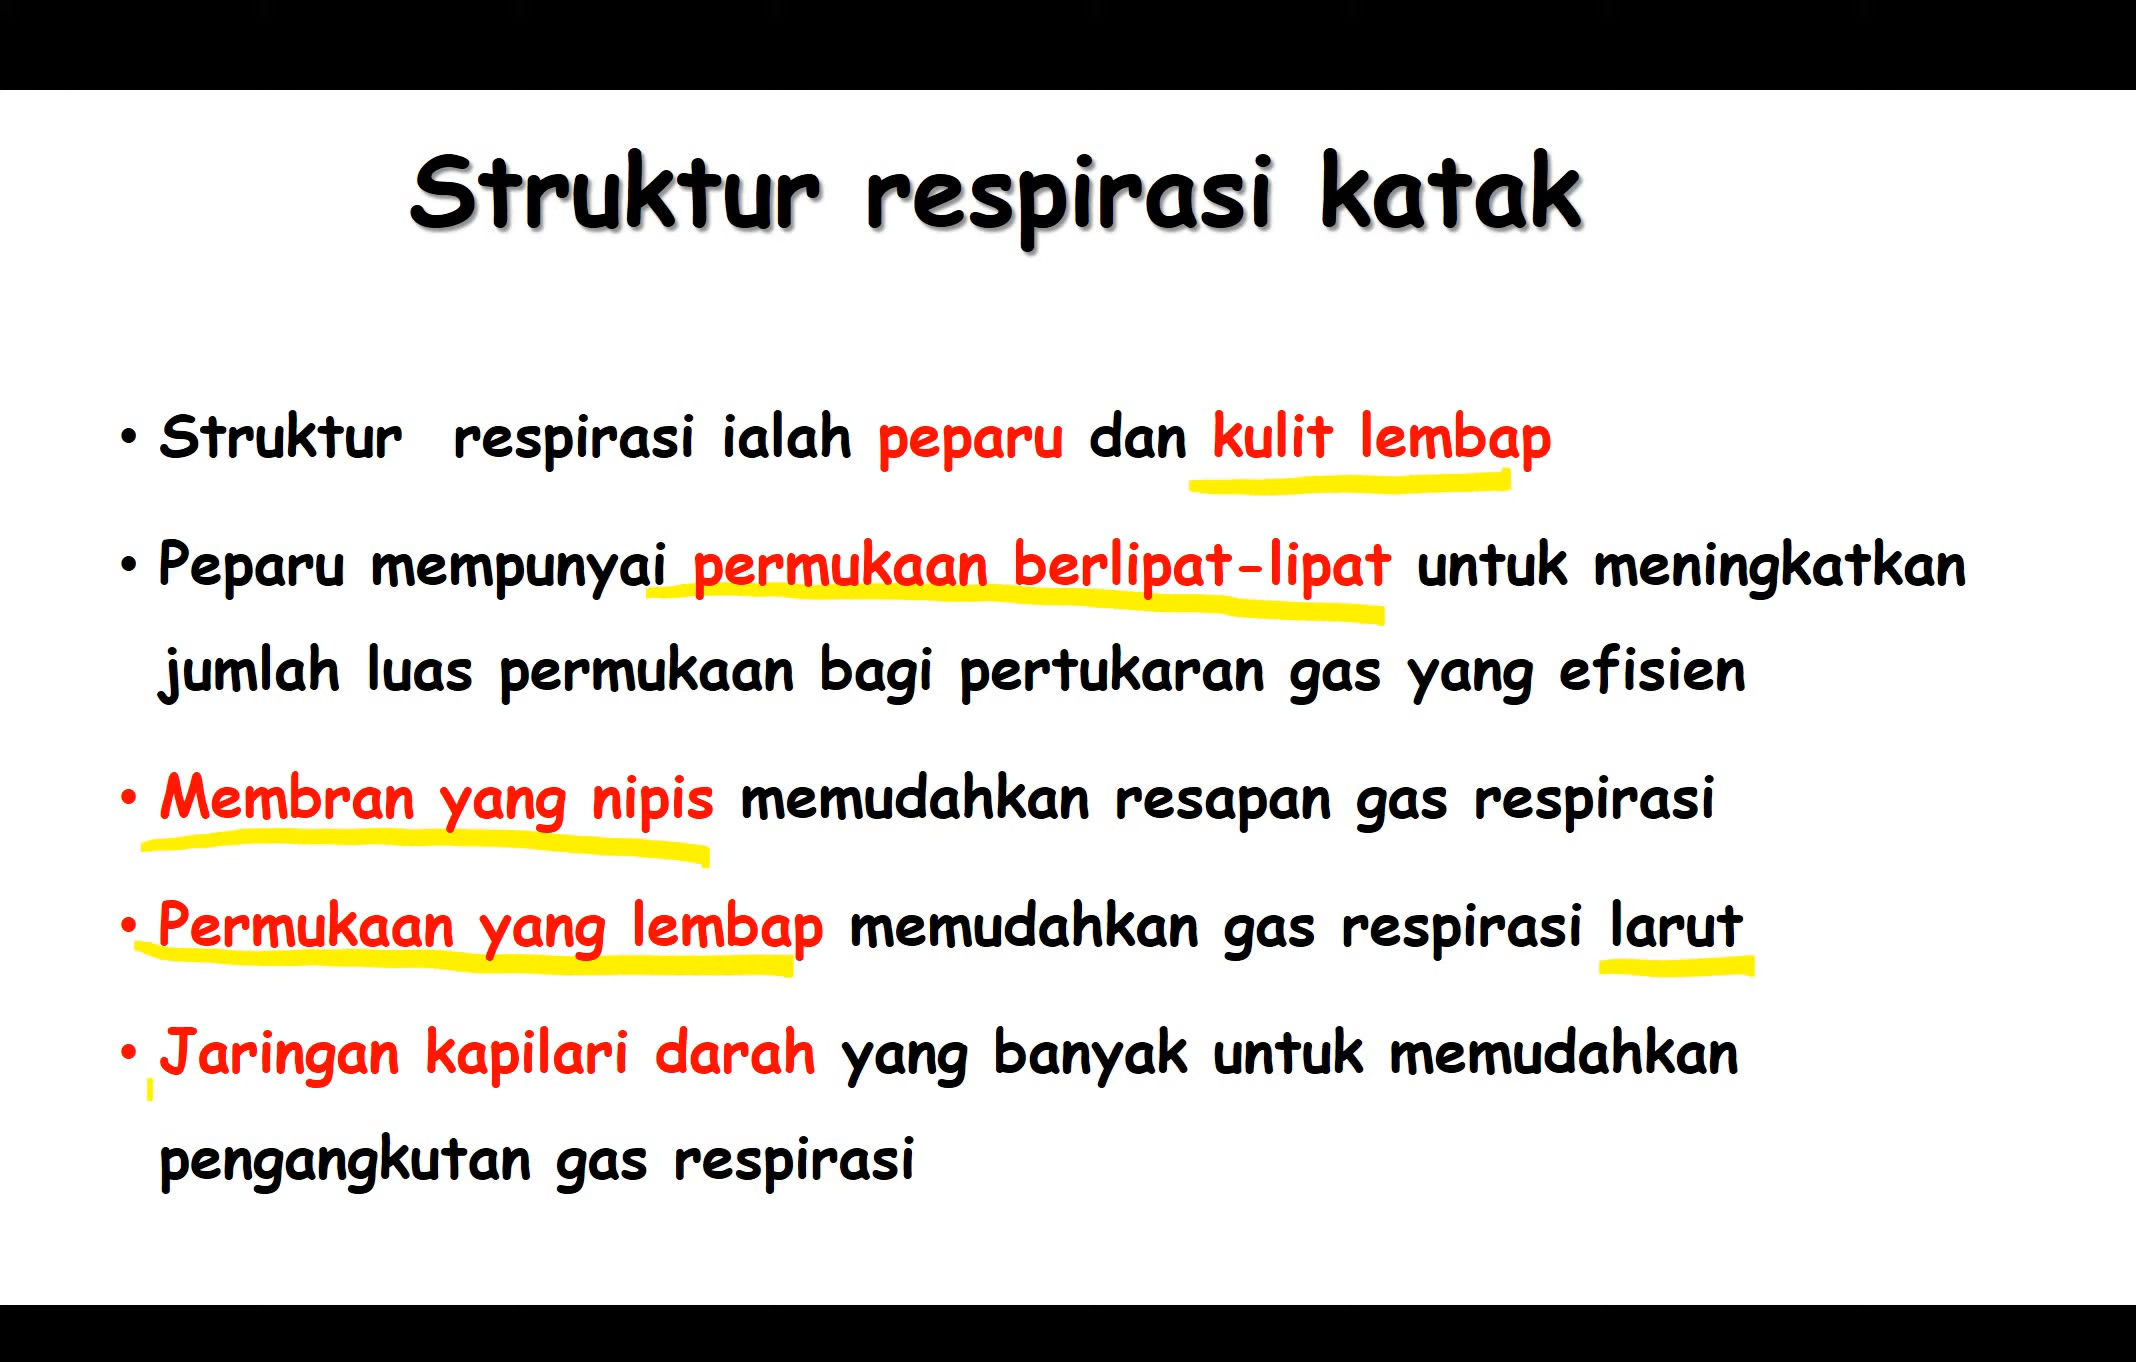 Struktur respirasi katak
• Struktur respirasi ialah peparu dan kulit lembap
• Peparu mempunyai permukaan berlipat-lipat untuk meningkatkan
jumlah luas permukaan bagi pertukaran gas yang efisien
• Membran yang nipis memudahkan resapan gas respirasi
• Permukaan yang lembap memudahkan gas respirasi larut
• Jaringan kapilari darah yang banyak untuk memudahkan
pengangkutan gas respirasi